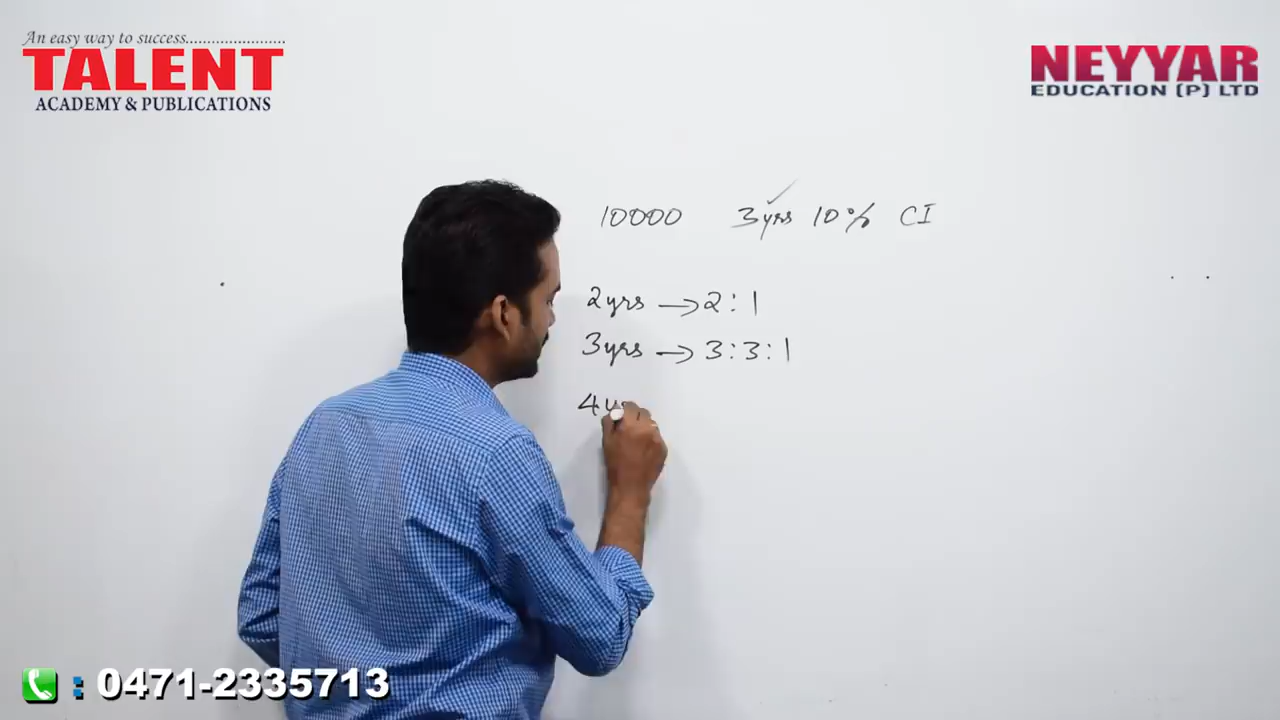 An easy way to success.......................
TALENT
ACADEMY & PUBLICATIONS
NEYYAR
EDUCATION (P) LTD
10000 3yrs 10% CI
2yrs → 2 : 1
3yrs → 3 : 3 : 1
4y
: 0471-2335713